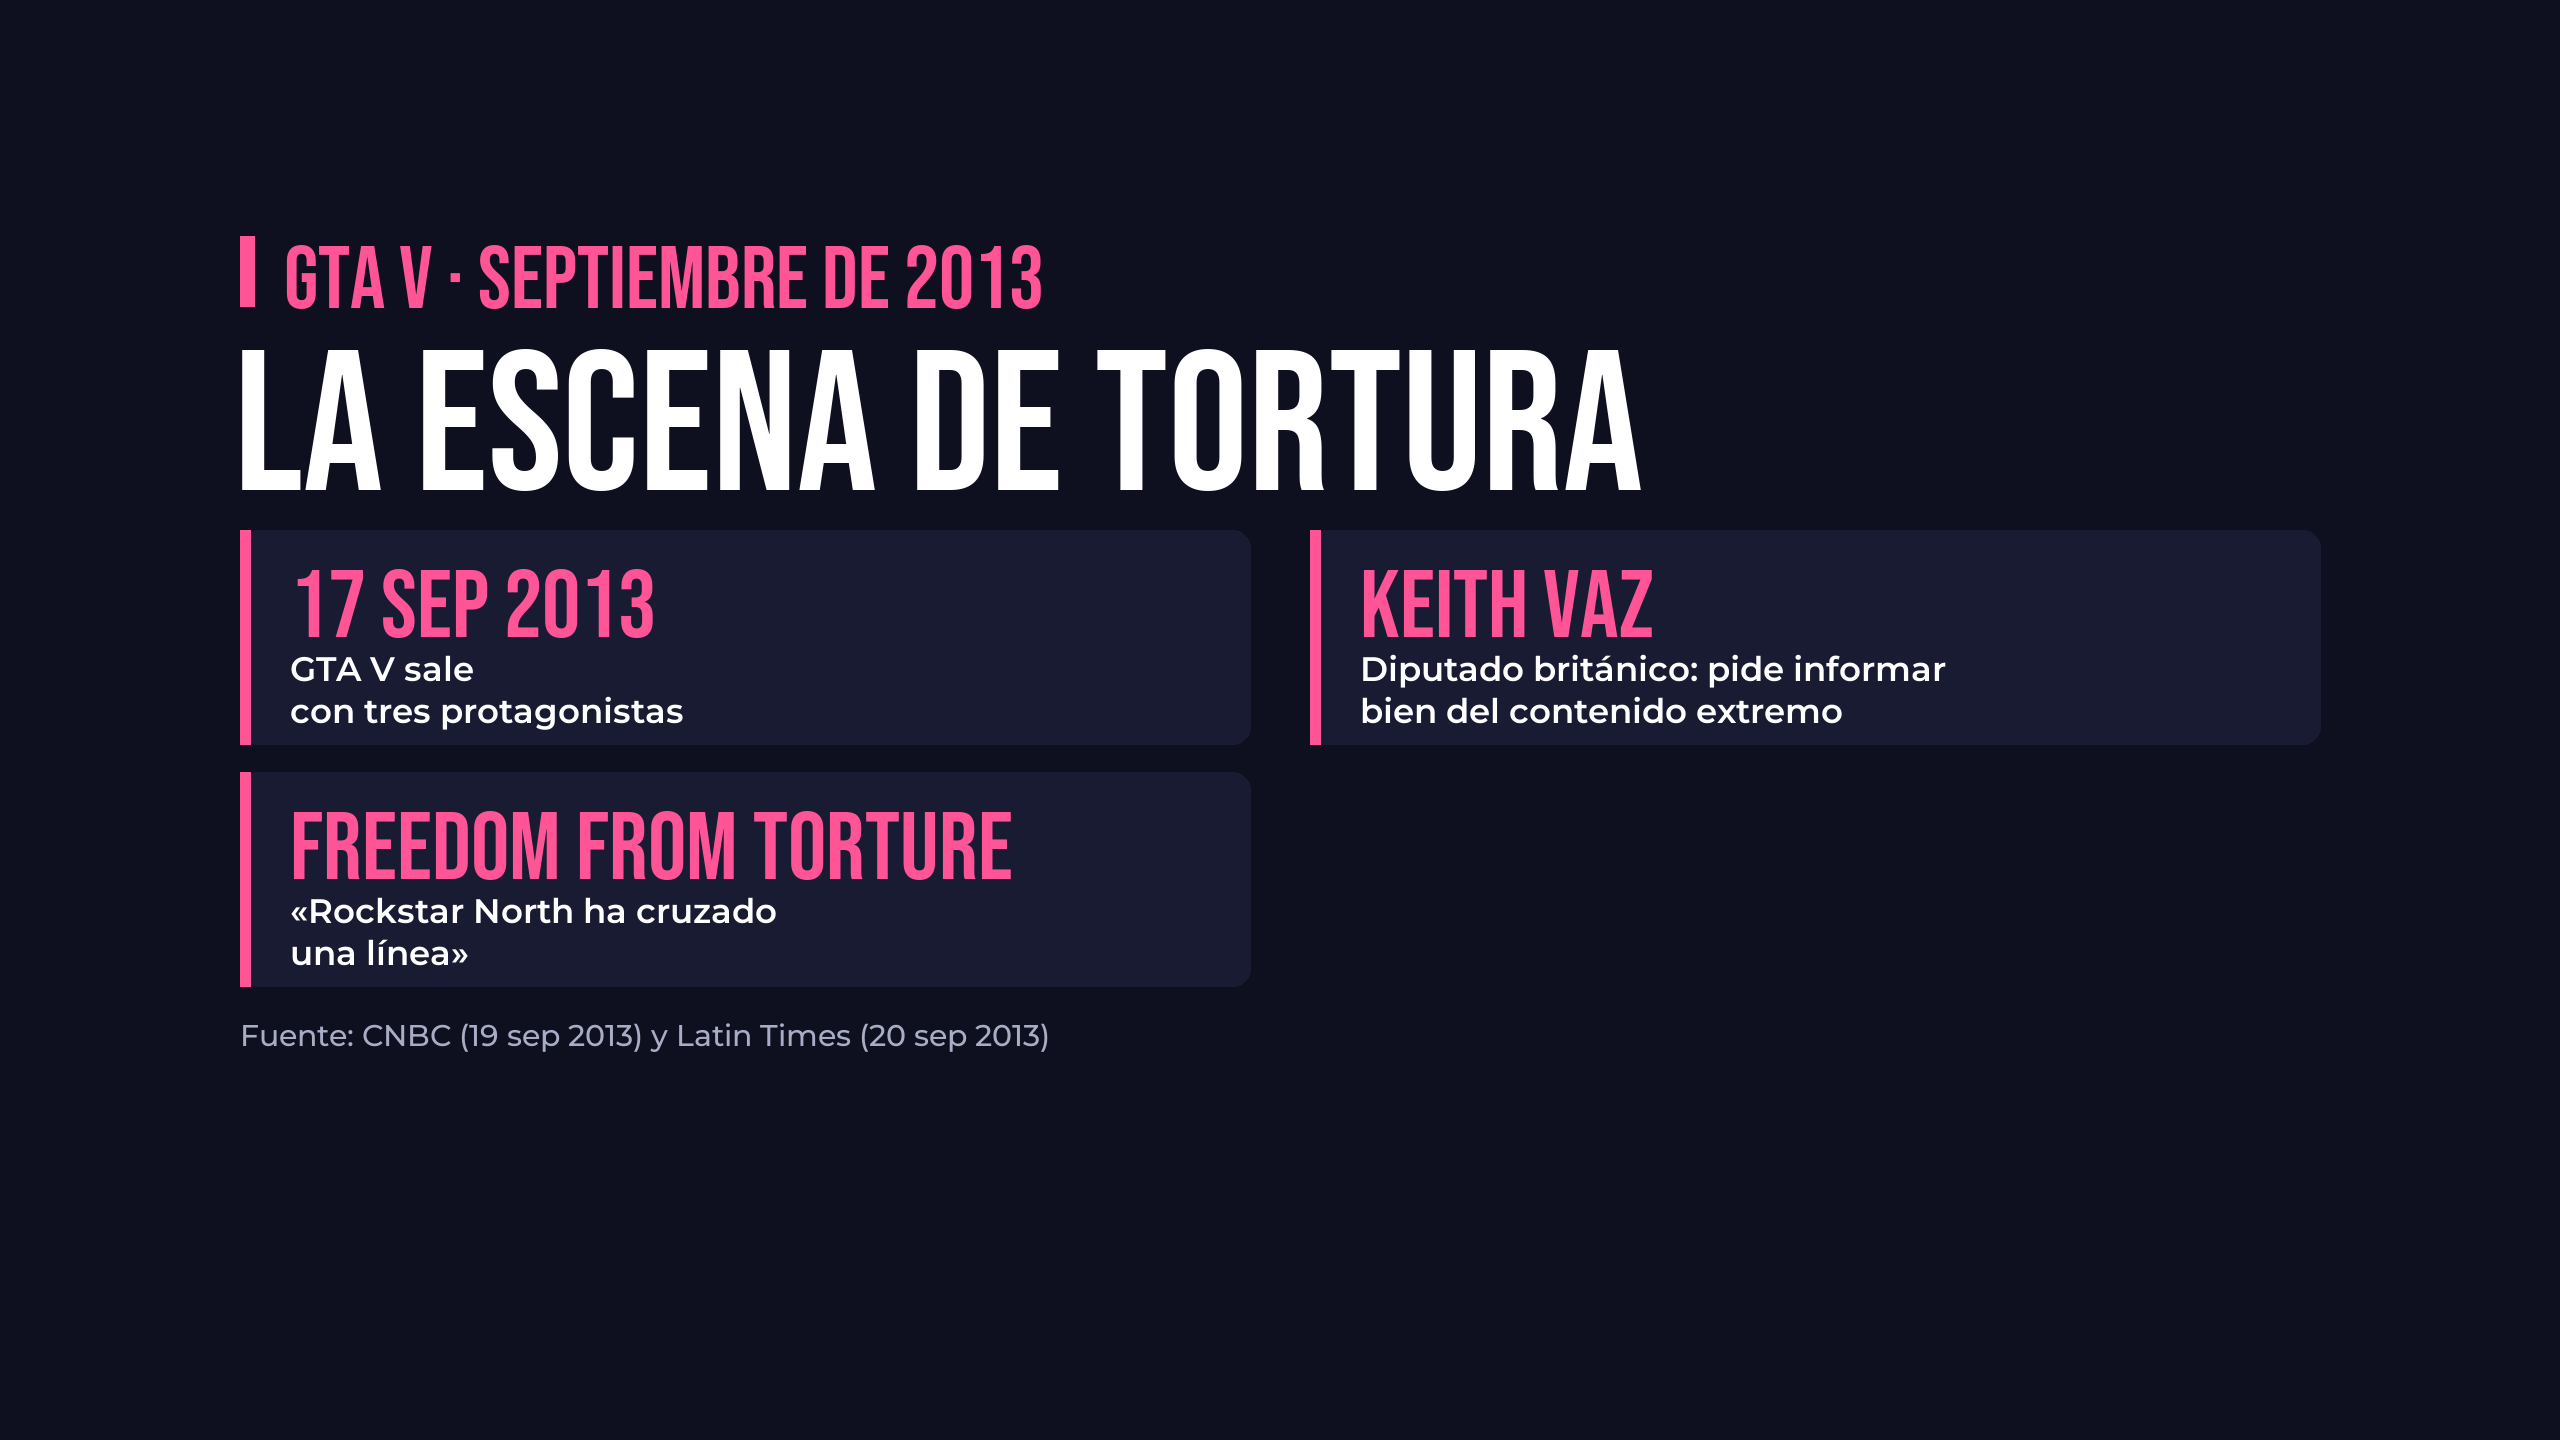 GTA V · SEPTIEMBRE DE 2013
LA ESCENA DE TORTURA
17 SEP 2013
GTA V sale
con tres protagonistas
KEITH VAZ
Diputado británico: pide informar
bien del contenido extremo
FREEDOM FROM TORTURE
«Rockstar North ha cruzado
una línea»
Fuente: CNBC (19 sep 2013) y Latin Times (20 sep 2013)